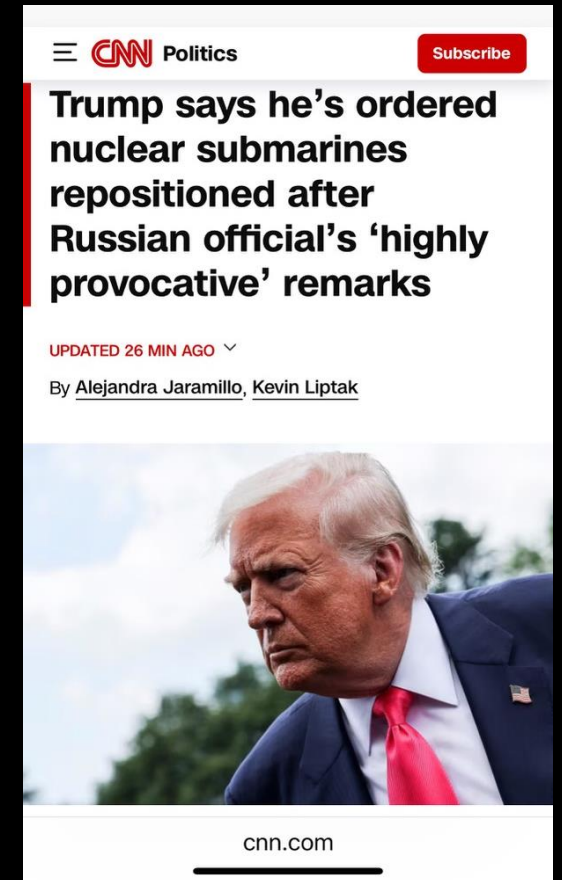 CNN Politics
Subscribe
Trump says he’s ordered
nuclear submarines
repositioned after
Russian official’s ‘highly
provocative’ remarks
UPDATED 26 MIN AGO
By Alejandra Jaramillo, Kevin Liptak
cnn.com